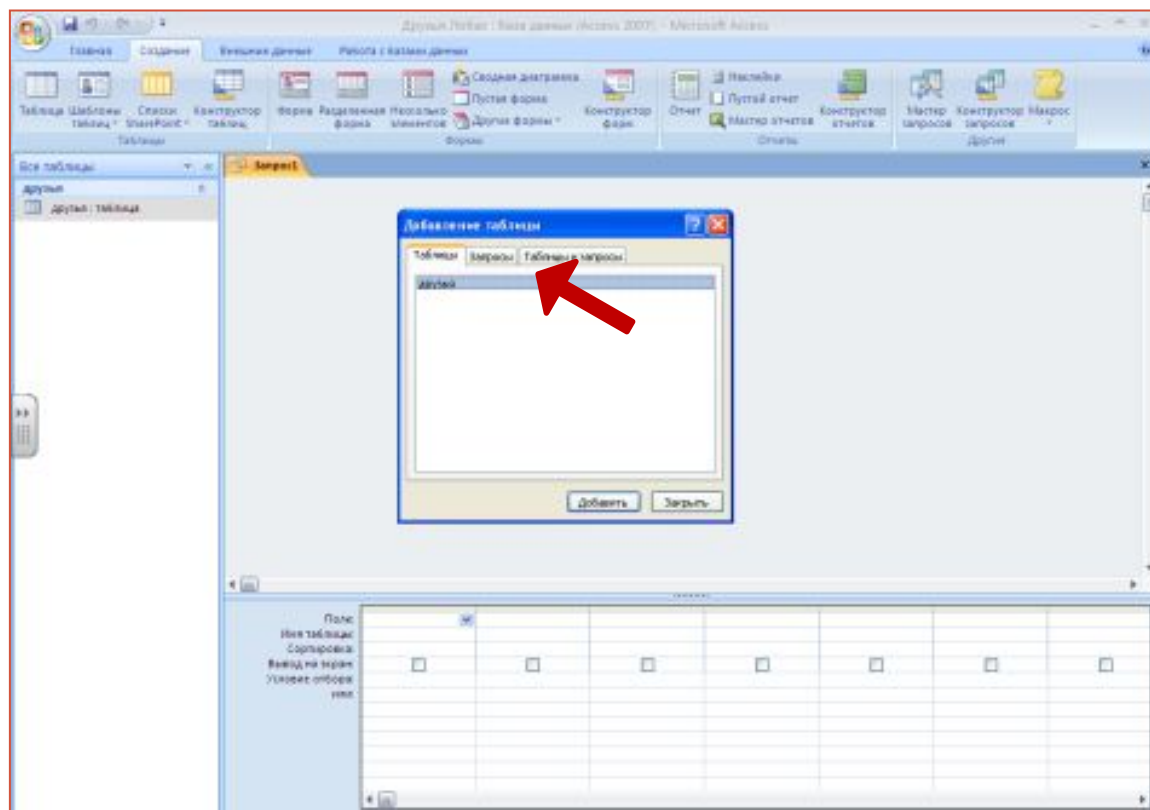 Друзья Петина : база данных (Access 2007) - Microsoft Access
Главная Создание Внешние данные Работа с базами данных
Таблица Шаблоны таблиц Список SharePoint Конструктор таблиц
Форма Разделенная форма Несколько элементов
Сводная диаграмма
Пустая форма
Другие формы
Конструктор форм
Отчет
Наклейки
Пустой отчет
Мастер отчетов
Конструктор отчетов
Мастер запросов Конструктор запросов Макрос
Таблицы Формы Отчеты Другие
Все таблицы
друзья
друзья : таблица
Запрос1
Добавление таблицы
Таблицы Запросы Таблицы и запросы
друзья
Добавить Закрыть
Поле:
Имя таблицы:
Сортировка:
Вывод на экран:
Условие отбора:
или: